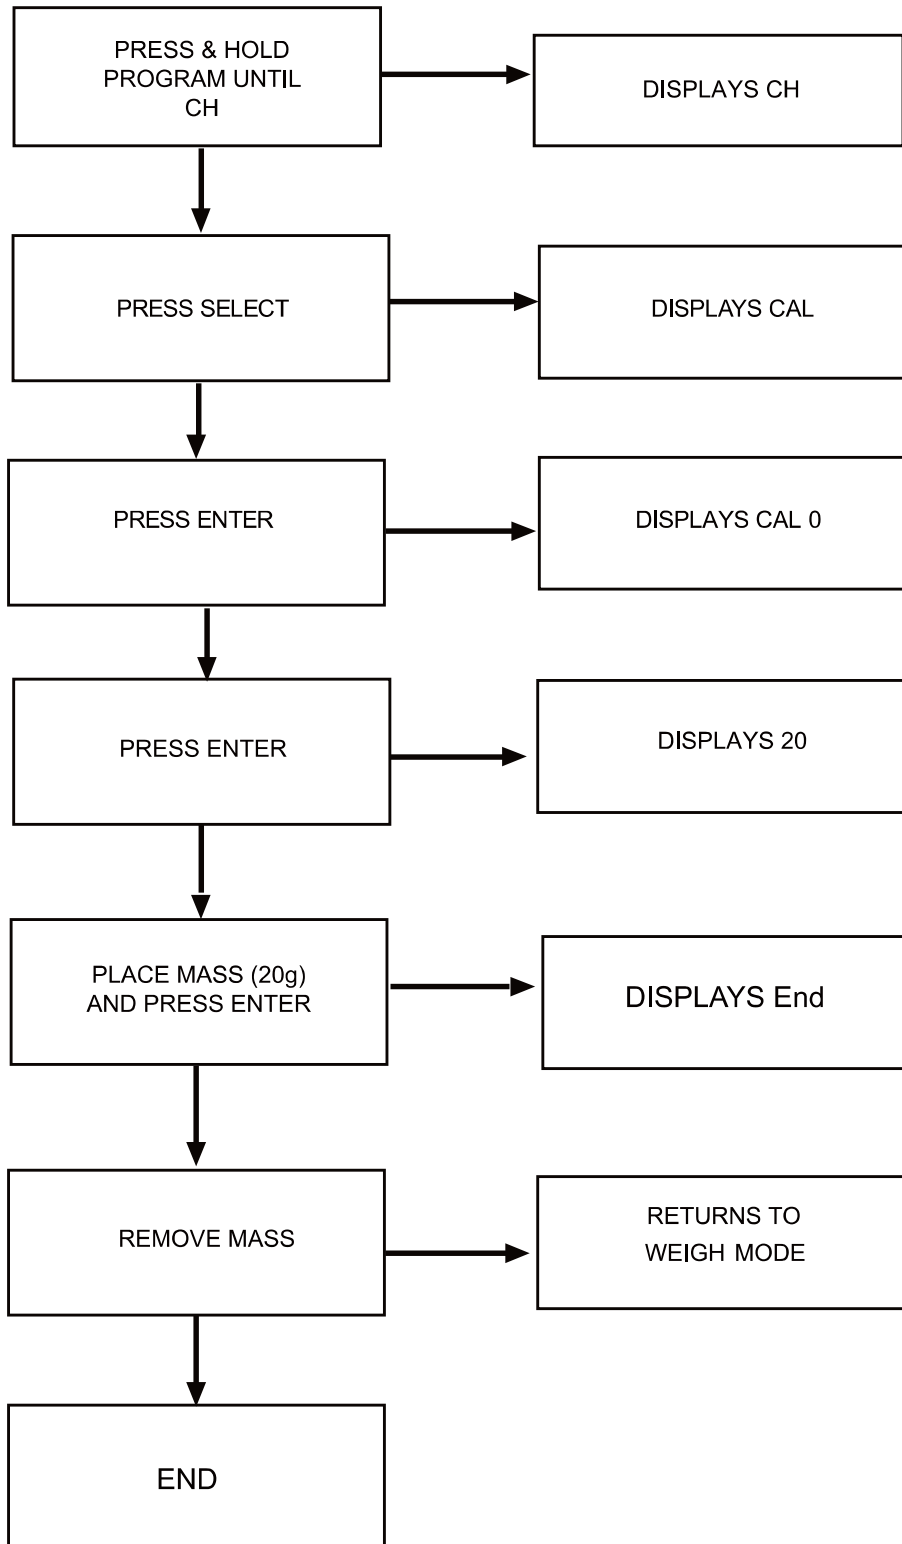 PRESS & HOLD
PROGRAM UNTIL
CH
DISPLAYS CH
PRESS SELECT
DISPLAYS CAL
PRESS ENTER
DISPLAYS CAL 0
PRESS ENTER
DISPLAYS 20
PLACE MASS (20g)
AND PRESS ENTER
DISPLAYS End
REMOVE MASS
RETURNS TO
WEIGH MODE
END